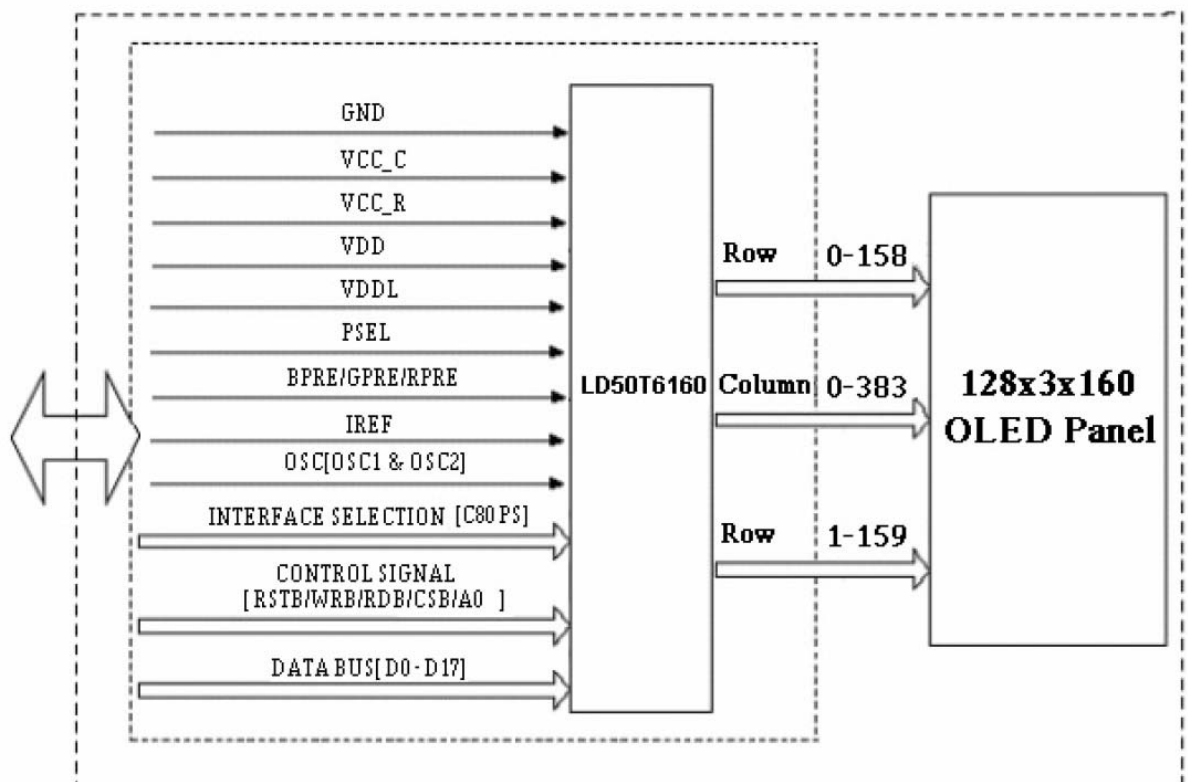 GND
VCC_C
VCC_R
VDD
VDDL
PSEL
BPRE/GPRE/RPRE
IREF
OSC[OSC1 & OSC2]
INTERFACE SELECTION [C80 PS]
CONTROL SIGNAL
[ RSTB/WRB/RDB/CSB/A0 ]
DATA BUS[ D0 - D17]
LD50T6160
Row 0-158
Column 0-383
Row 1-159
128x3x160
OLED Panel